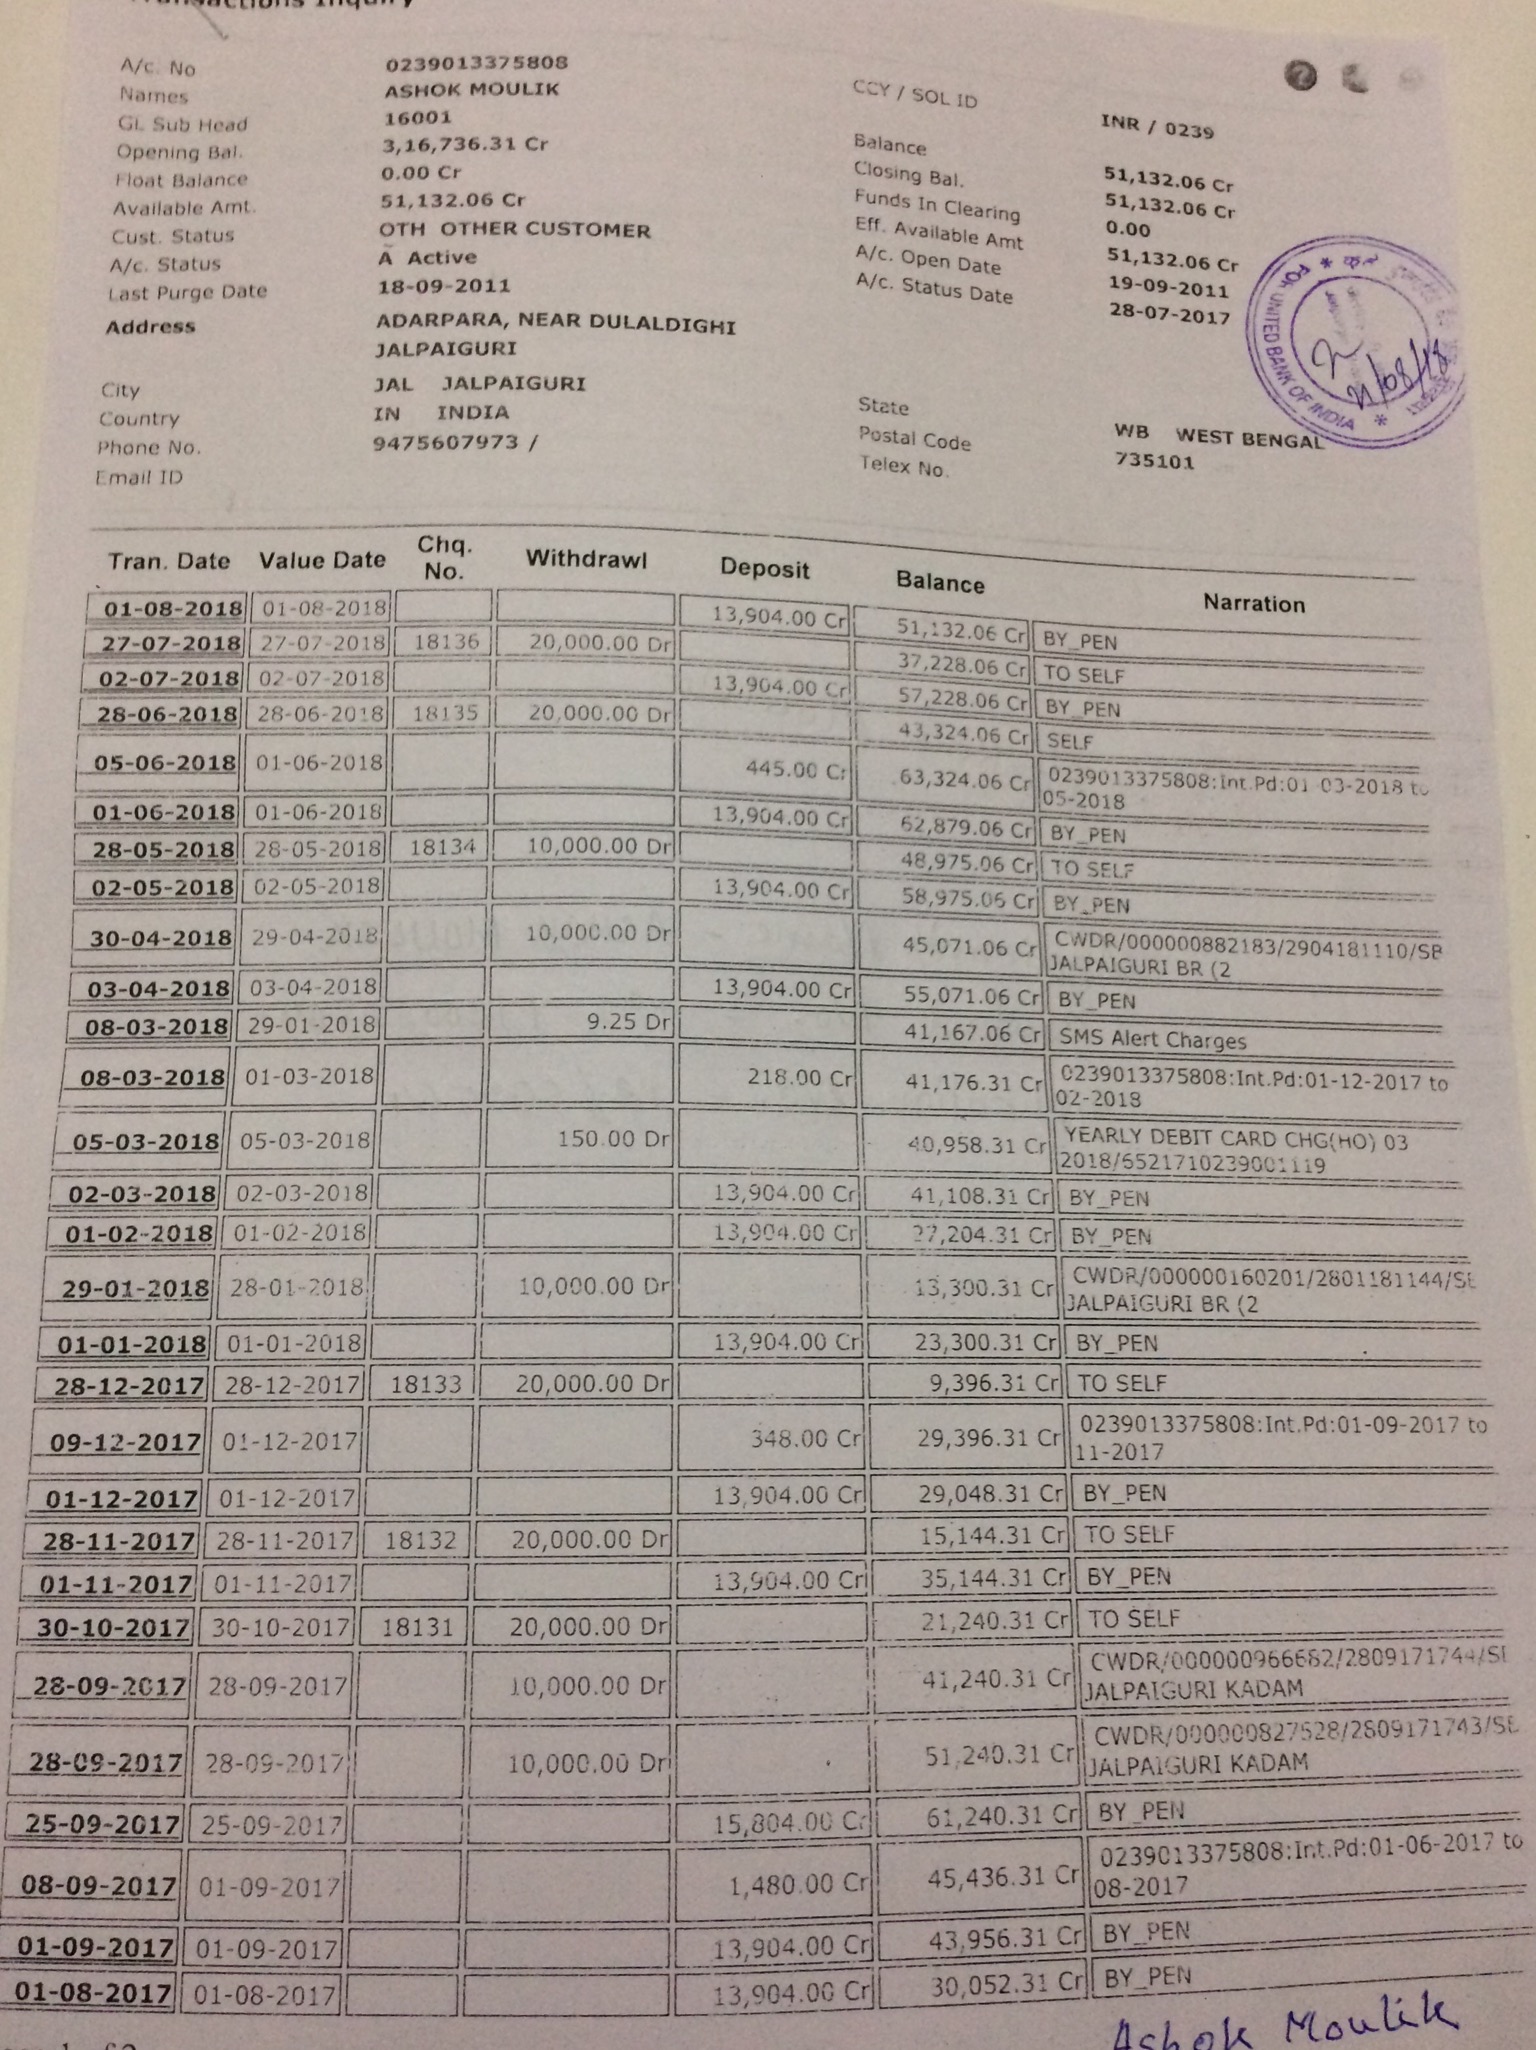 Transactions Inquiry
A/c. No 0239013375808
Names ASHOK MOULIK CCY / SOL ID INR / 0239
GL Sub Head 16001
Opening Bal. 3,16,736.31 Cr Balance 51,132.06 Cr
Float Balance 0.00 Cr Closing Bal. 51,132.06 Cr
Available Amt. 51,132.06 Cr Funds In Clearing 0.00
Cust. Status OTH OTHER CUSTOMER Eff. Available Amt 51,132.06 Cr
A/c. Status A Active A/c. Open Date 19-09-2011
Last Purge Date 18-09-2011 A/c. Status Date 28-07-2017
Address ADARPARA, NEAR DULALDIGHI
JALPAIGURI
City JAL JALPAIGURI State WB WEST BENGAL
Country IN INDIA Postal Code 735101
Phone No. 9475607973 / Telex No.
Email ID
FOR UNITED BANK OF INDIA
21/08/18
Tran. Date Value Date Chq. No. Withdrawl Deposit Balance Narration
01-08-2018 01-08-2018 13,904.00 Cr 51,132.06 Cr BY_PEN
27-07-2018 27-07-2018 18136 20,000.00 Dr 37,228.06 Cr TO SELF
02-07-2018 02-07-2018 13,904.00 Cr 57,228.06 Cr BY_PEN
28-06-2018 28-06-2018 18135 20,000.00 Dr 43,324.06 Cr SELF
05-06-2018 01-06-2018 445.00 Cr 63,324.06 Cr 0239013375808:Int.Pd:01-03-2018 to
05-2018
01-06-2018 01-06-2018 13,904.00 Cr 62,879.06 Cr BY_PEN
28-05-2018 28-05-2018 18134 10,000.00 Dr 48,975.06 Cr TO SELF
02-05-2018 02-05-2018 13,904.00 Cr 58,975.06 Cr BY_PEN
30-04-2018 29-04-2018 10,000.00 Dr 45,071.06 Cr CWDR/000000882183/2904181110/SB
JALPAIGURI BR (2
03-04-2018 03-04-2018 13,904.00 Cr 55,071.06 Cr BY_PEN
08-03-2018 29-01-2018 9.25 Dr 41,167.06 Cr SMS Alert Charges
08-03-2018 01-03-2018 218.00 Cr 41,176.31 Cr 0239013375808:Int.Pd:01-12-2017 to
02-2018
05-03-2018 05-03-2018 150.00 Dr 40,958.31 Cr YEARLY DEBIT CARD CHG(HO) 03
2018/6521710239001119
02-03-2018 02-03-2018 13,904.00 Cr 41,108.31 Cr BY_PEN
01-02-2018 01-02-2018 13,904.00 Cr 27,204.31 Cr BY_PEN
29-01-2018 28-01-2018 10,000.00 Dr 13,300.31 Cr CWDR/000000160201/2801181144/SB
JALPAIGURI BR (2
01-01-2018 01-01-2018 13,904.00 Cr 23,300.31 Cr BY_PEN
28-12-2017 28-12-2017 18133 20,000.00 Dr 9,396.31 Cr TO SELF
09-12-2017 01-12-2017 348.00 Cr 29,396.31 Cr 0239013375808:Int.Pd:01-09-2017 to
11-2017
01-12-2017 01-12-2017 13,904.00 Cr 29,048.31 Cr BY_PEN
28-11-2017 28-11-2017 18132 20,000.00 Dr 15,144.31 Cr TO SELF
01-11-2017 01-11-2017 13,904.00 Cr 35,144.31 Cr BY_PEN
30-10-2017 30-10-2017 18131 20,000.00 Dr 21,240.31 Cr TO SELF
28-09-2017 28-09-2017 10,000.00 Dr 41,240.31 Cr CWDR/000000966682/2809171744/SB
JALPAIGURI KADAM
28-09-2017 28-09-2017 10,000.00 Dr 51,240.31 Cr CWDR/000000827628/2809171743/SB
JALPAIGURI KADAM
25-09-2017 25-09-2017 15,804.00 Cr 61,240.31 Cr BY_PEN
08-09-2017 01-09-2017 1,480.00 Cr 45,436.31 Cr 0239013375808:Int.Pd:01-06-2017 to
08-2017
01-09-2017 01-09-2017 13,904.00 Cr 43,956.31 Cr BY_PEN
01-08-2017 01-08-2017 13,904.00 Cr 30,052.31 Cr BY_PEN
Ashok Moulik